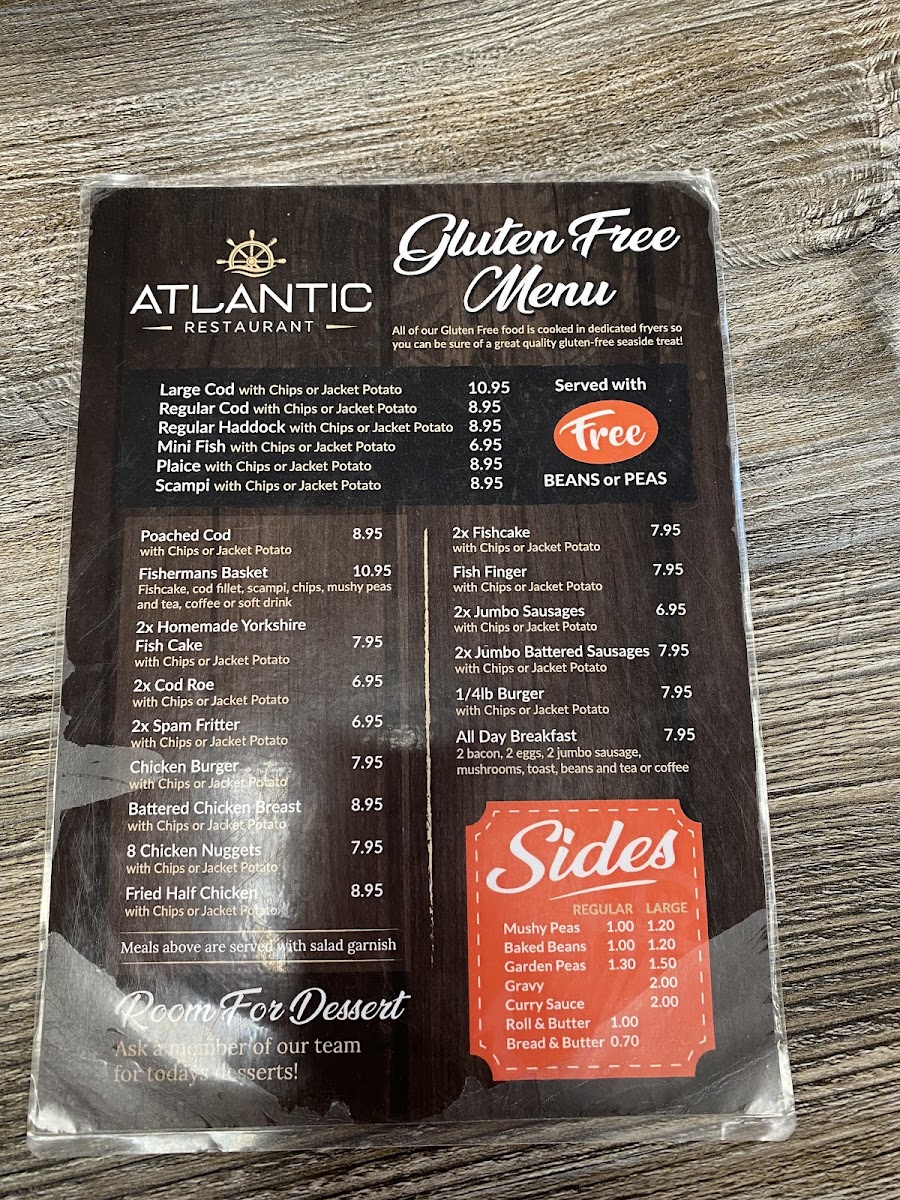 ATLANTIC
RESTAURANT
Gluten Free
Menu
All of our Gluten Free food is cooked in dedicated fryers so
you can be sure of a great quality gluten-free seaside treat!
Large Cod with Chips or Jacket Potato 10.95
Regular Cod with Chips or Jacket Potato 8.95
Regular Haddock with Chips or Jacket Potato 8.95
Mini Fish with Chips or Jacket Potato 6.95
Plaice with Chips or Jacket Potato 8.95
Scampi with Chips or Jacket Potato 8.95
Served with
Free
BEANS or PEAS
Poached Cod 8.95
with Chips or Jacket Potato
Fishermans Basket 10.95
Fishcake, cod fillet, scampi, chips, mushy peas
and tea, coffee or soft drink
2x Homemade Yorkshire
Fish Cake 7.95
with Chips or Jacket Potato
2x Cod Roe 6.95
with Chips or Jacket Potato
2x Spam Fritter 6.95
with Chips or Jacket Potato
Chicken Burger 7.95
with Chips or Jacket Potato
Battered Chicken Breast 8.95
with Chips or Jacket Potato
8 Chicken Nuggets 7.95
with Chips or Jacket Potato
Fried Half Chicken 8.95
with Chips or Jacket Potato
Meals above are served with salad garnish
Room For Dessert
Ask a member of our team
for todays desserts!
2x Fishcake 7.95
with Chips or Jacket Potato
Fish Finger 7.95
with Chips or Jacket Potato
2x Jumbo Sausages 6.95
with Chips or Jacket Potato
2x Jumbo Battered Sausages 7.95
with Chips or Jacket Potato
1/4lb Burger 7.95
with Chips or Jacket Potato
All Day Breakfast 7.95
2 bacon, 2 eggs, 2 jumbo sausage,
mushrooms, toast, beans and tea or coffee
Sides
REGULAR LARGE
Mushy Peas 1.00 1.20
Baked Beans 1.00 1.20
Garden Peas 1.30 1.50
Gravy 2.00
Curry Sauce 2.00
Roll & Butter 1.00
Bread & Butter 0.70